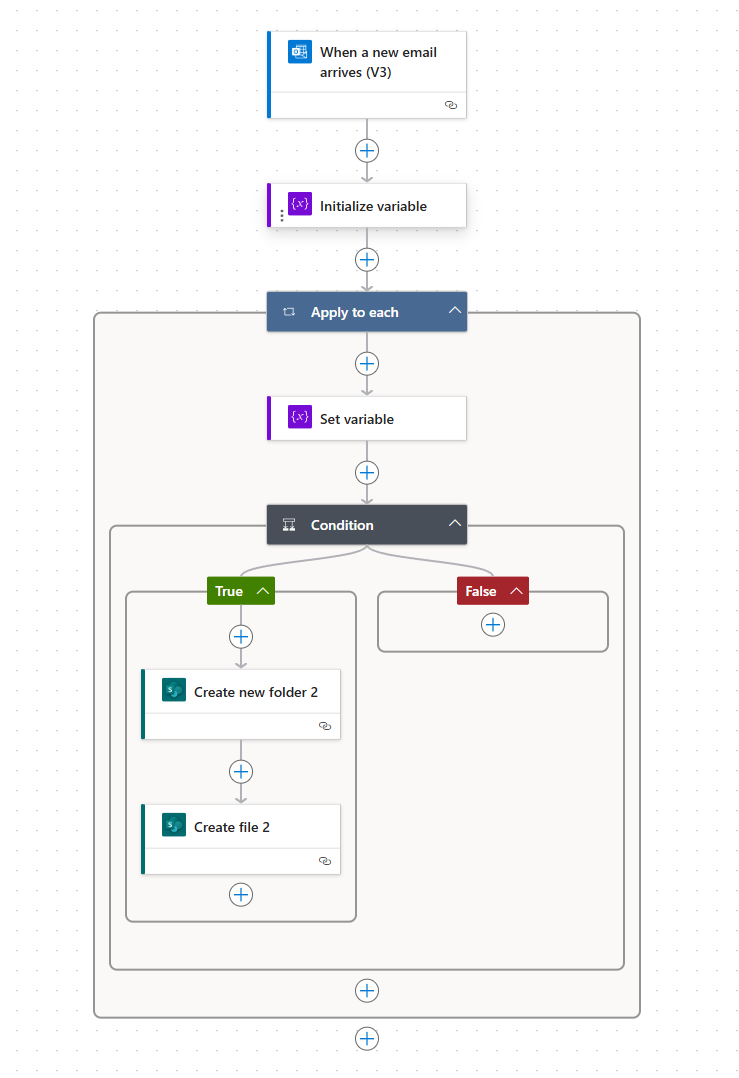 When a new email
arrives (V3)
{x} Initialize variable
Apply to each
{x} Set variable
Condition
True
False
S Create new folder 2
S Create file 2